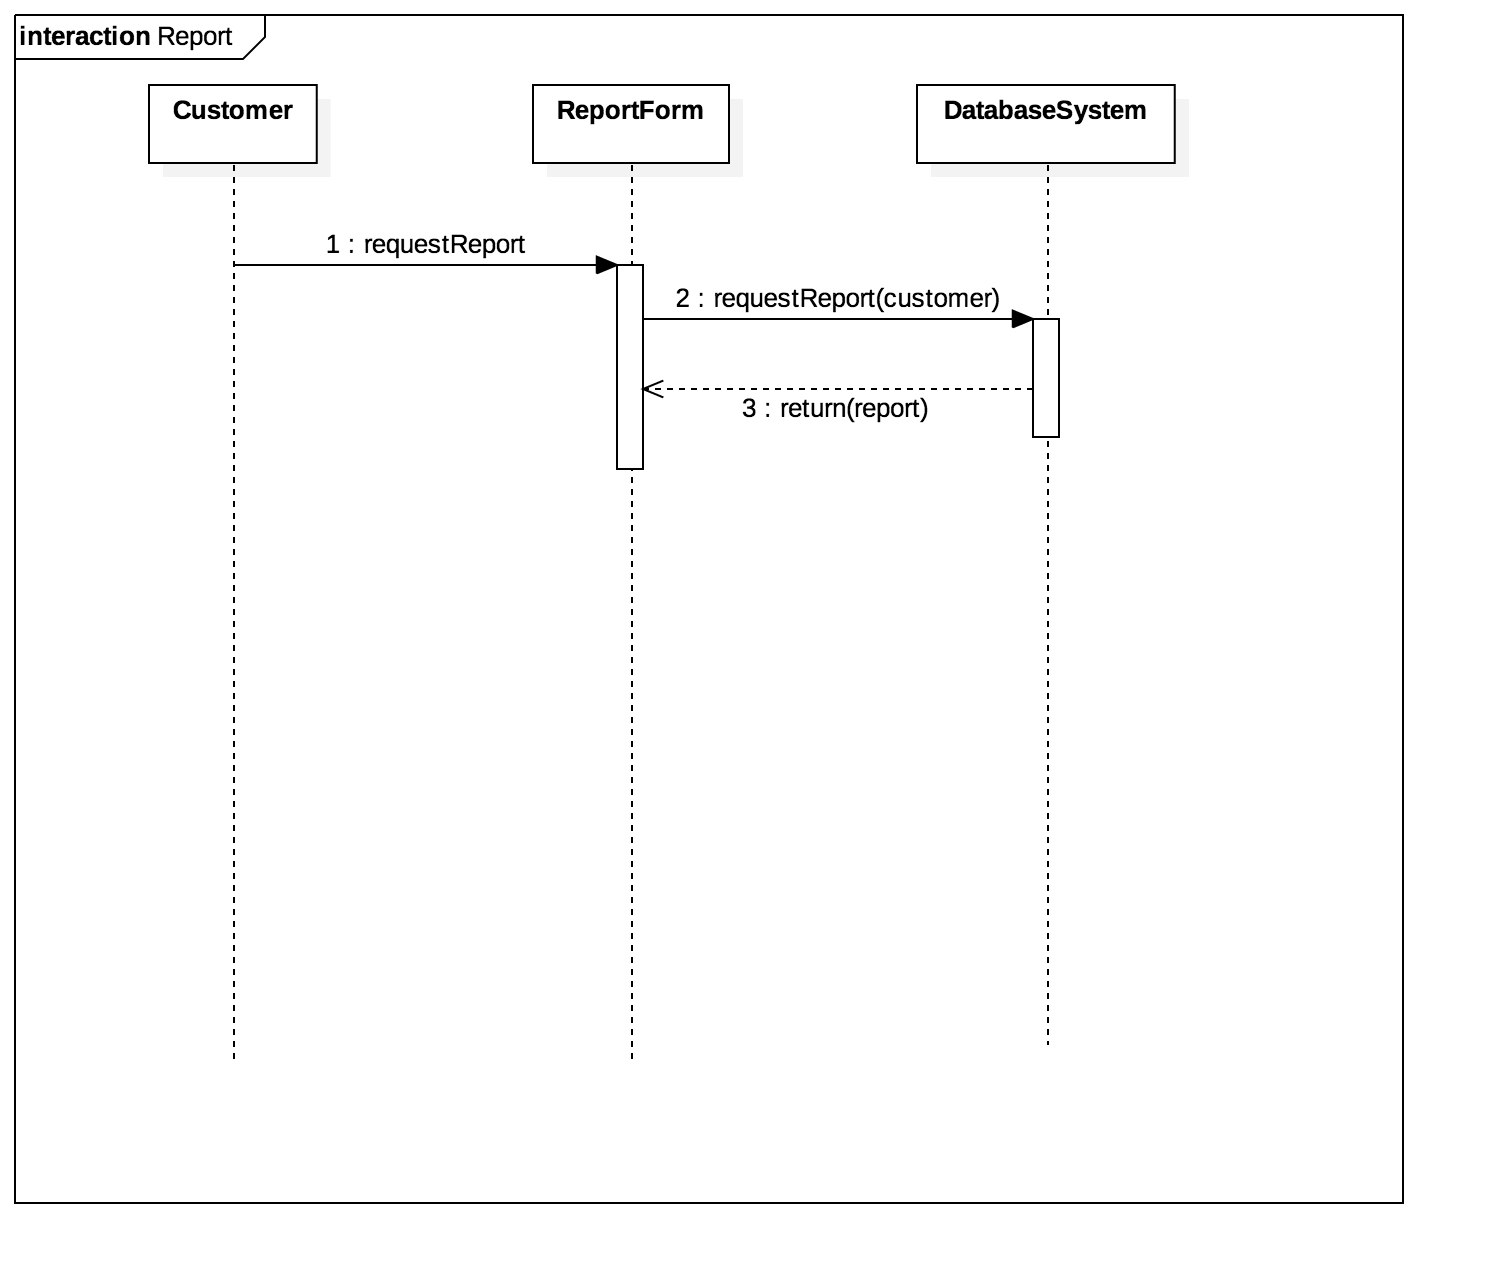 interaction Report
Customer
ReportForm
DatabaseSystem
1 : requestReport
2 : requestReport(customer)
3 : return(report)